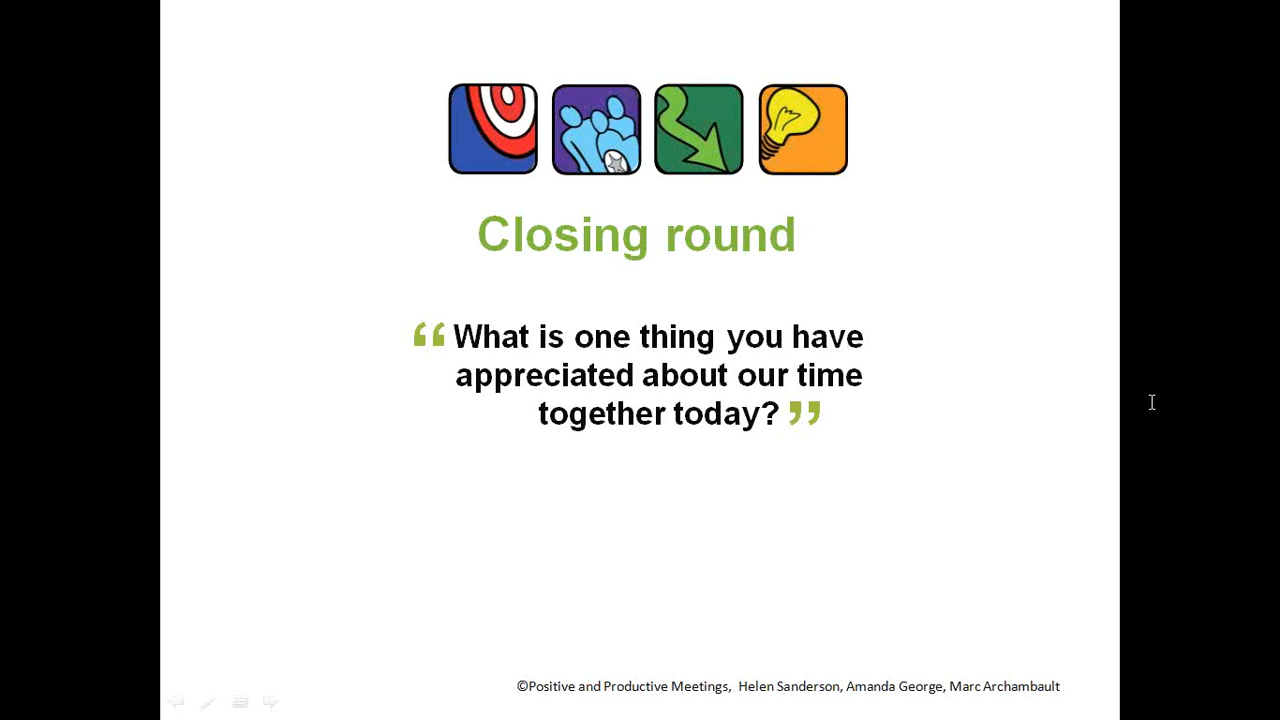 Closing round
“What is one thing you have
appreciated about our time
together today?”
©Positive and Productive Meetings, Helen Sanderson, Amanda George, Marc Archambault